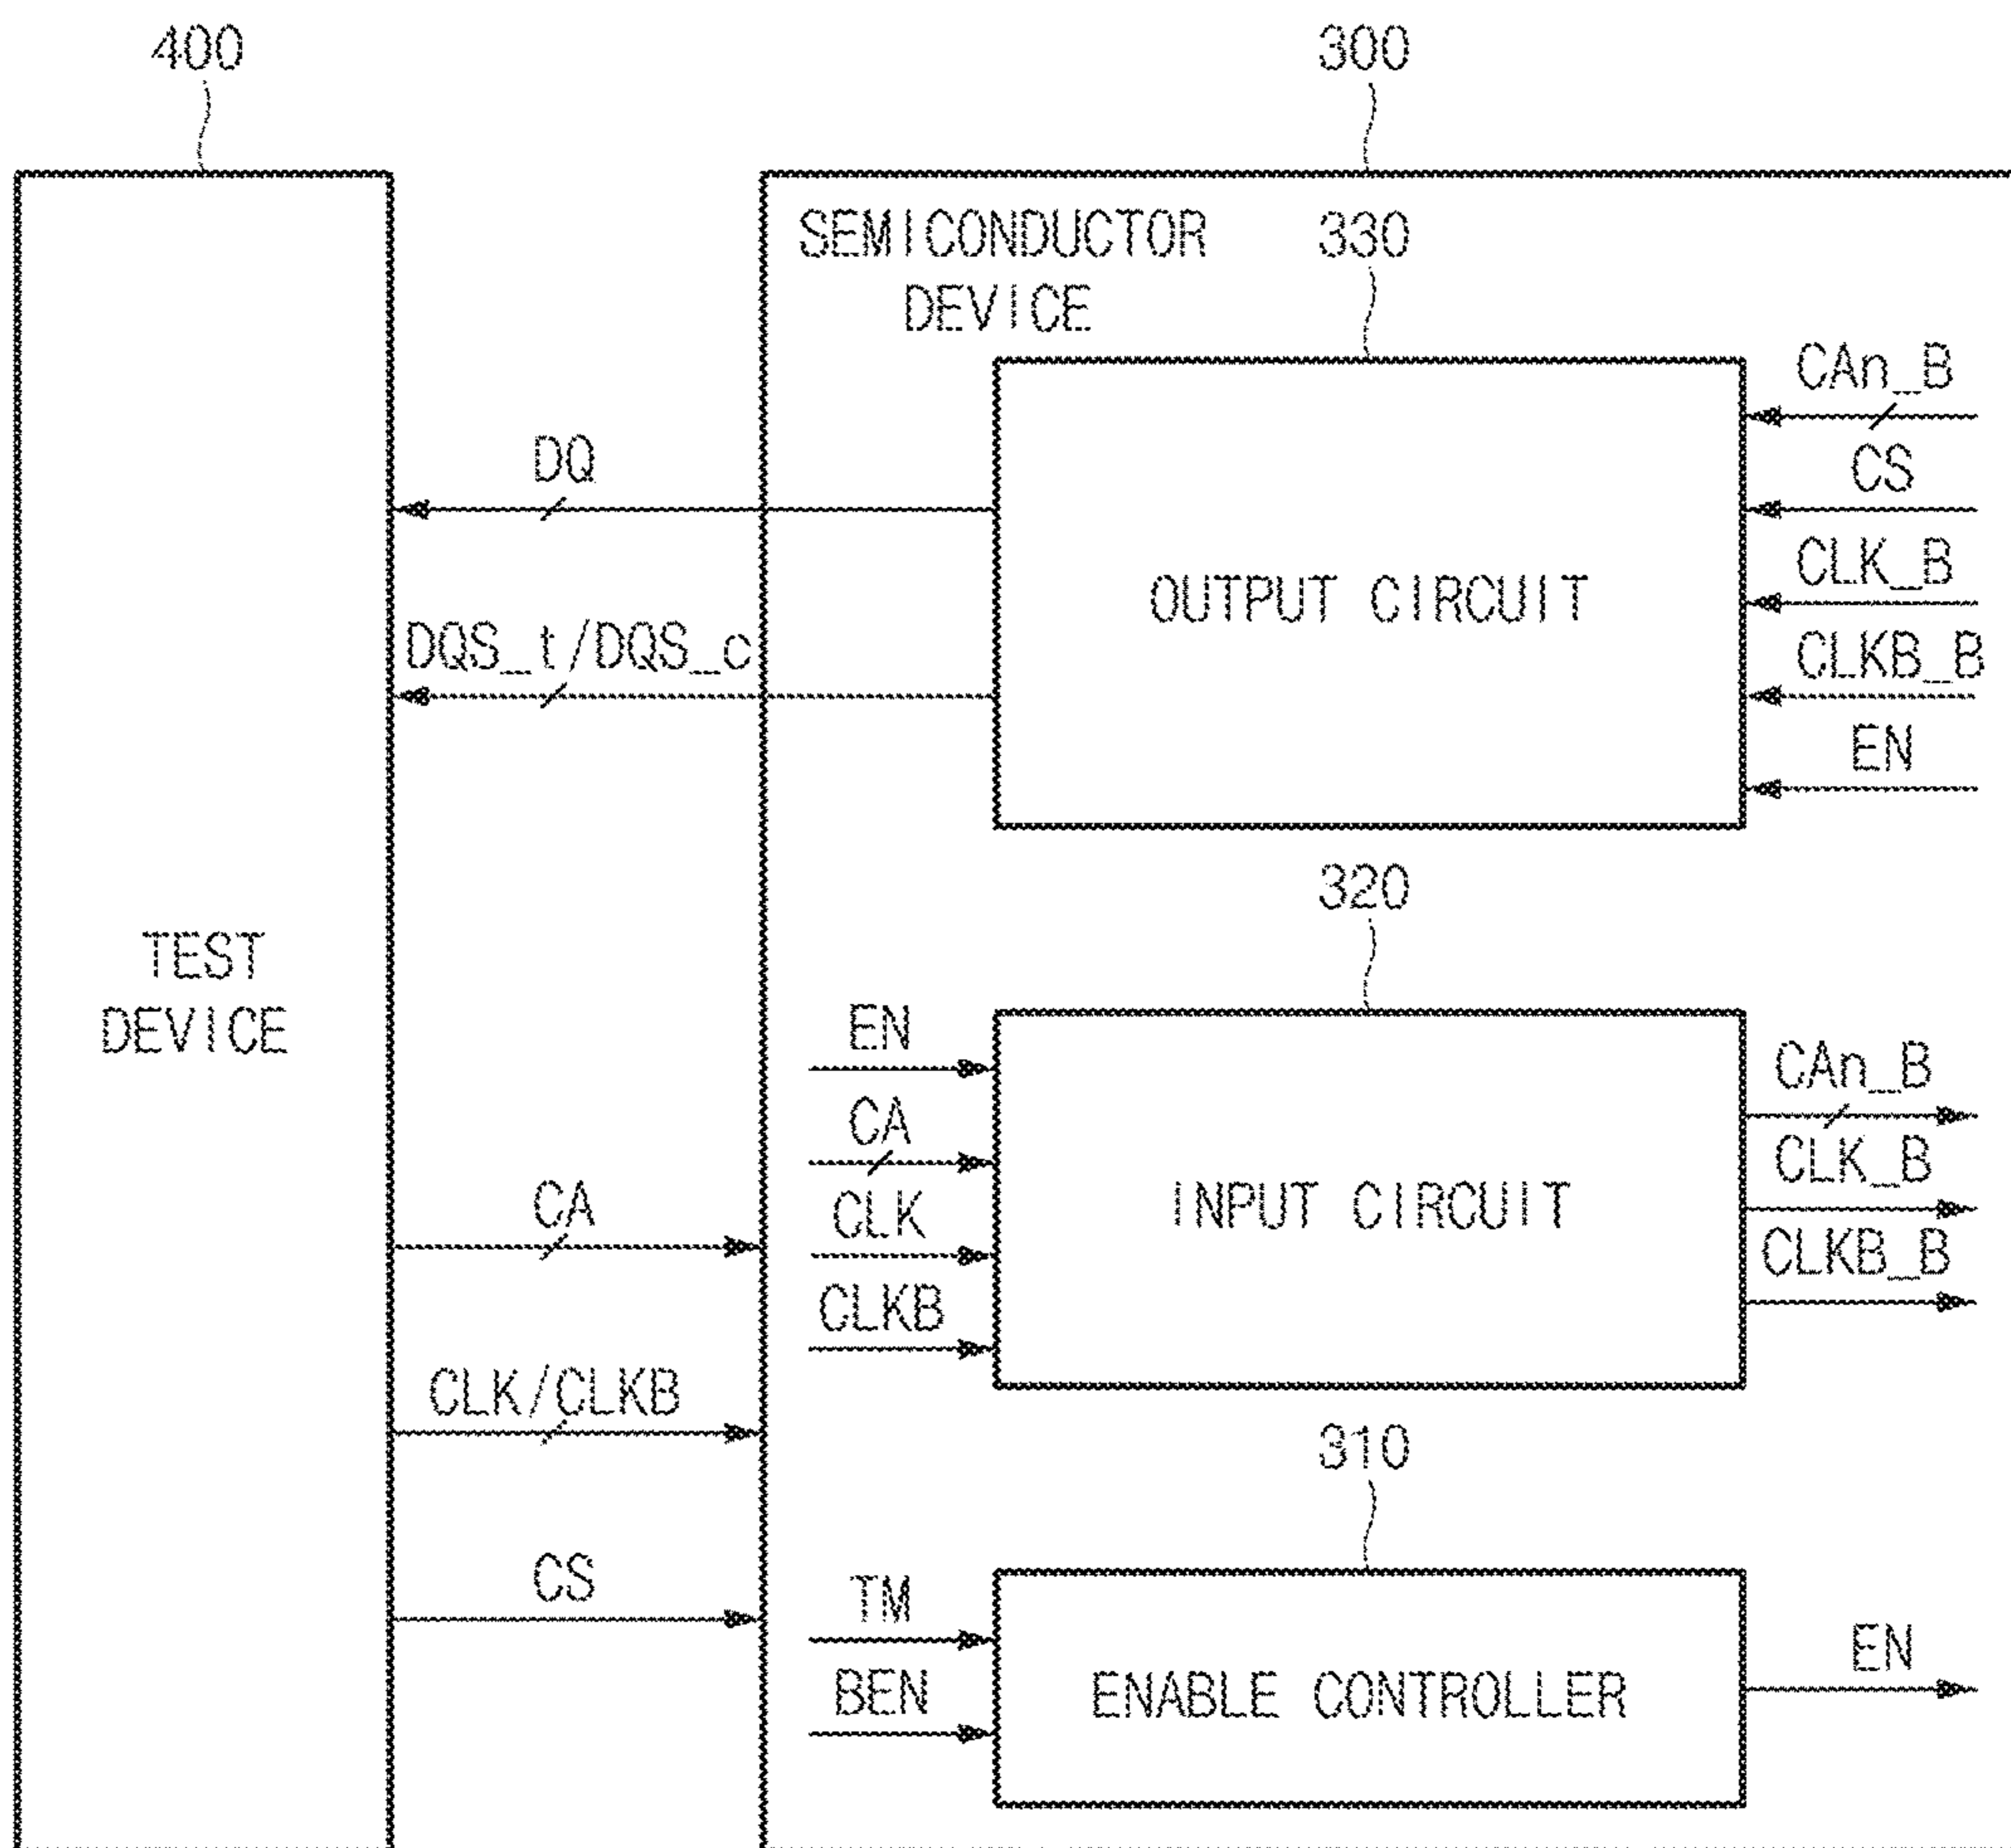 400
300
SEMICONDUCTOR
DEVICE
330
CAn_B
CS
CLK_B
CLKB_B
EN
OUTPUT CIRCUIT
DQ
DQS_t/DQS_c
TEST
DEVICE
320
EN
CA
CLK
CLKB
INPUT CIRCUIT
CAn_B
CLK_B
CLKB_B
CA
CLK/CLKB
CS
310
TM
BEN
ENABLE CONTROLLER
EN